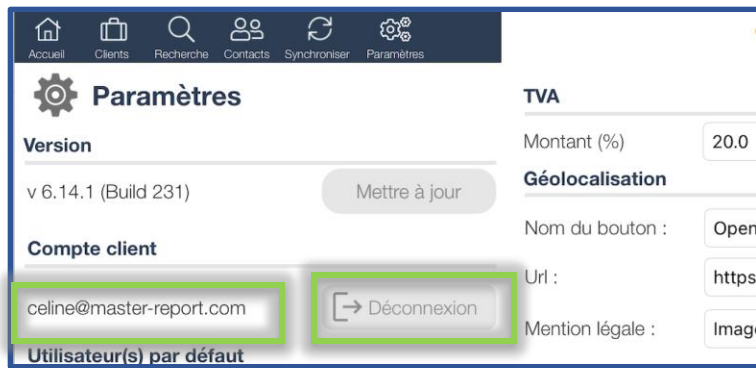 Accueil Clients Recherche Contacts Synchroniser Paramètres
Paramètres
Version
v 6.14.1 (Build 231) Mettre à jour
Compte client
celine@master-report.com Déconnexion
Utilisateur(s) par défaut
TVA
Montant (%) 20.0
Géolocalisation
Nom du bouton : Open
Url : https
Mention légale : Image